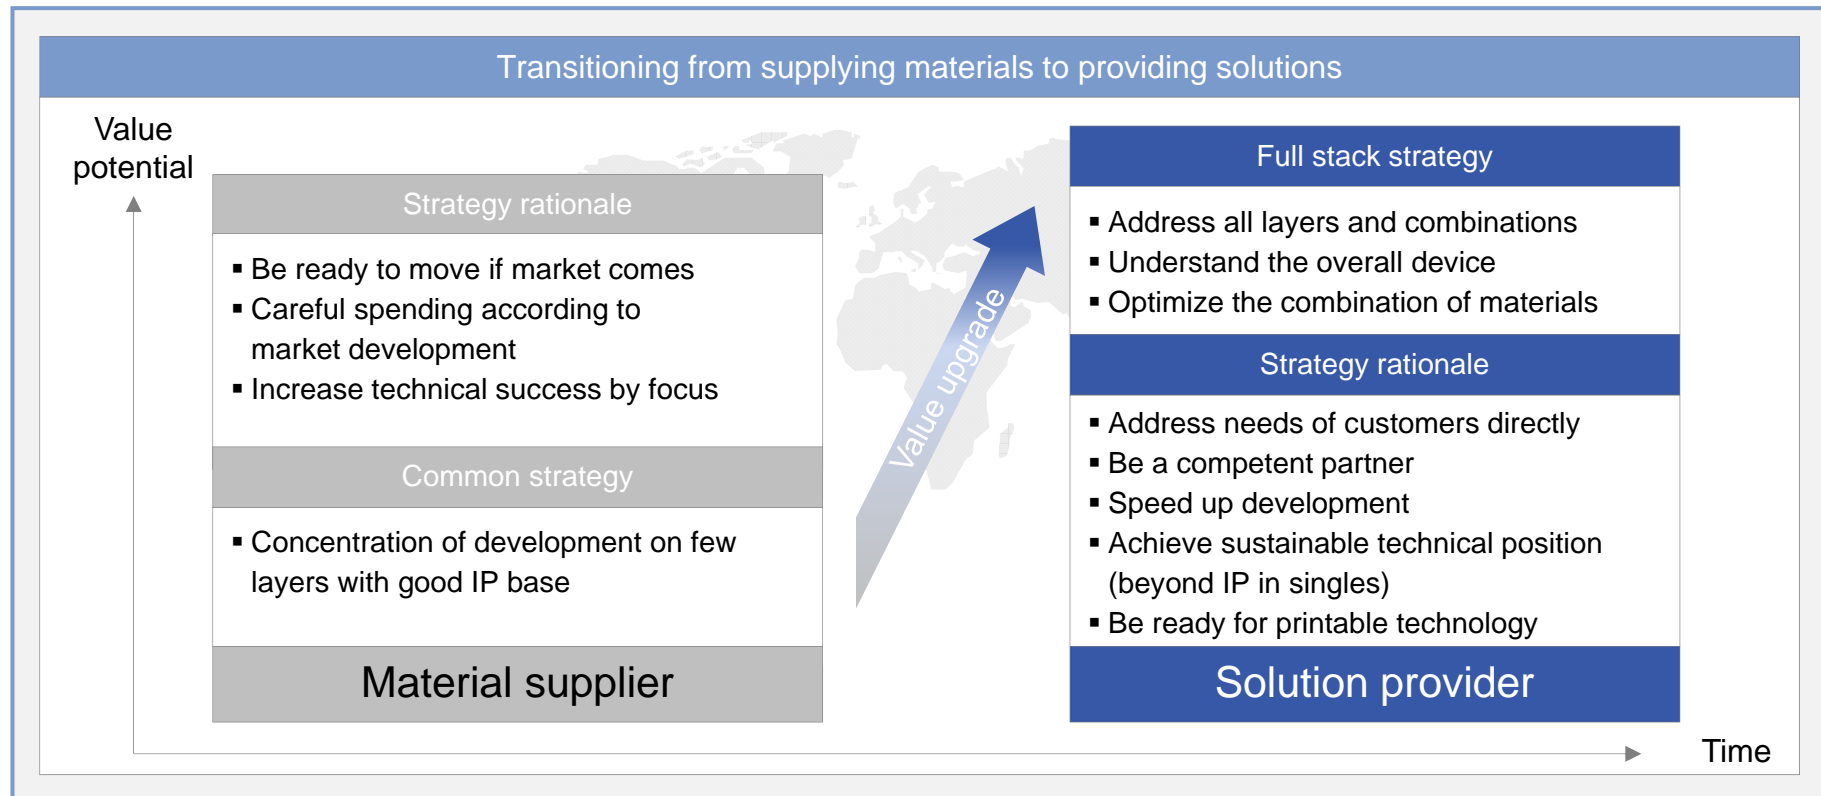 Transitioning from supplying materials to providing solutions
Value
potential
Strategy rationale
▪ Be ready to move if market comes
▪ Careful spending according to
market development
▪ Increase technical success by focus
Common strategy
▪ Concentration of development on few
layers with good IP base
Material supplier
Value upgrade
Full stack strategy
▪ Address all layers and combinations
▪ Understand the overall device
▪ Optimize the combination of materials
Strategy rationale
▪ Address needs of customers directly
▪ Be a competent partner
▪ Speed up development
▪ Achieve sustainable technical position
(beyond IP in singles)
▪ Be ready for printable technology
Solution provider
Time